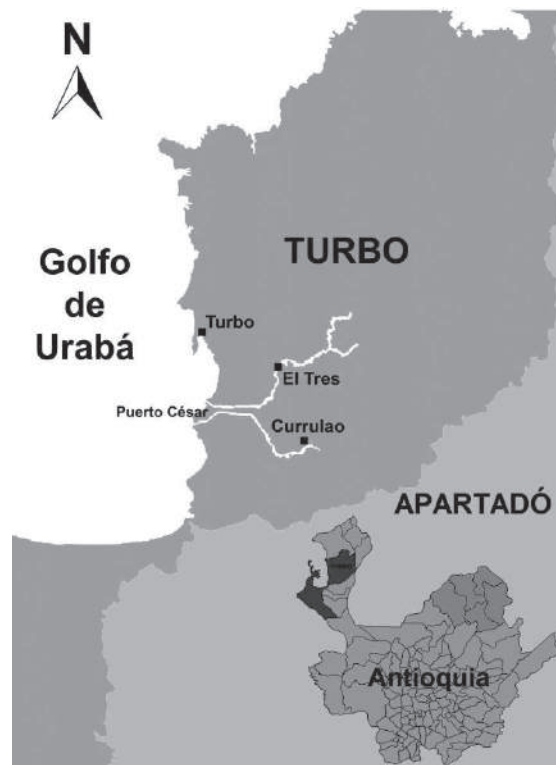 N
TURBO
Golfo
de
Urabá
Turbo
El Tres
Puerto César
Currulao
APARTADÓ
Antioquia